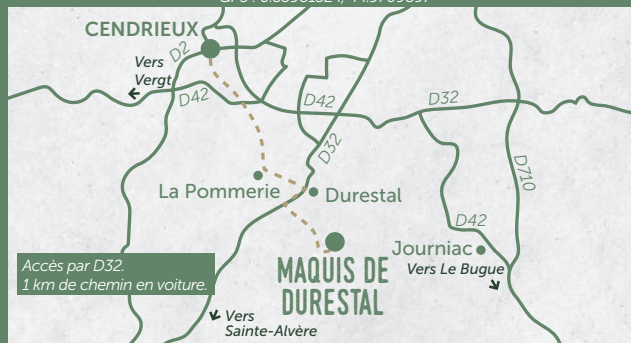 CENDRIEUX
D2
Vers
Vergt
D42
D42
D32
D32
D710
La Pommerie
Durestal
D42
Journiac
Vers Le Bugue
MAQUIS DE
DURESTAL
Accès par D32.
1 km de chemin en voiture.
Vers
Sainte-Alvère